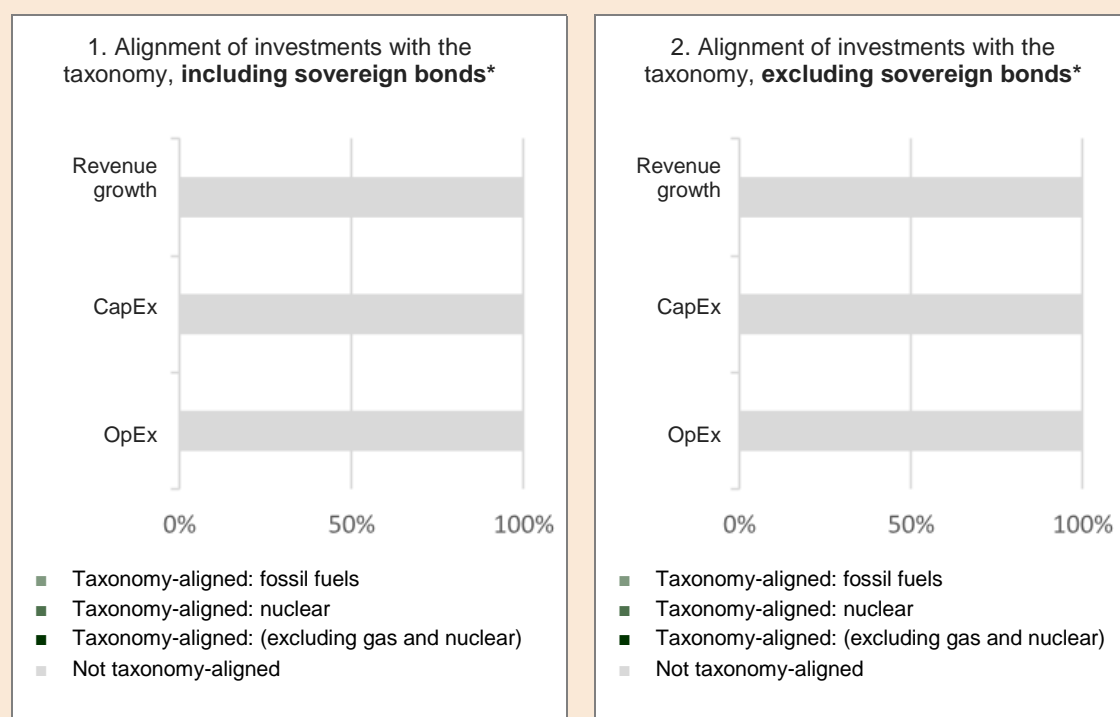 1. Alignment of investments with the
taxonomy, including sovereign bonds*
Revenue
growth
CapEx
OpEx
0% 50% 100%
Taxonomy-aligned: fossil fuels
Taxonomy-aligned: nuclear
Taxonomy-aligned: (excluding gas and nuclear)
Not taxonomy-aligned
2. Alignment of investments with the
taxonomy, excluding sovereign bonds*
Revenue
growth
CapEx
OpEx
0% 50% 100%
Taxonomy-aligned: fossil fuels
Taxonomy-aligned: nuclear
Taxonomy-aligned: (excluding gas and nuclear)
Not taxonomy-aligned